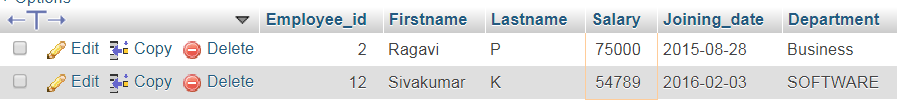 Employee_id Firstname Lastname Salary Joining_date Department
Edit Copy Delete 2 Ragavi P 75000 2015-08-28 Business
Edit Copy Delete 12 Sivakumar K 54789 2016-02-03 SOFTWARE